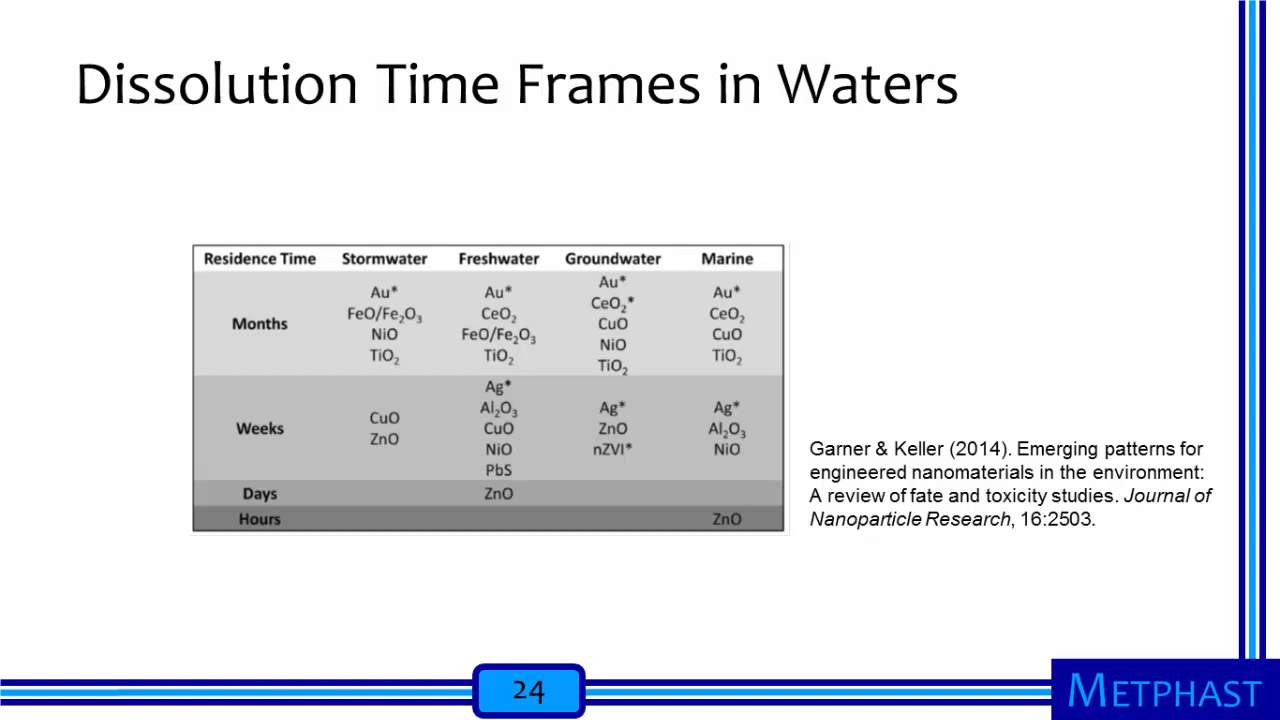 Dissolution Time Frames in Waters
Residence Time Stormwater Freshwater Groundwater Marine
Months
Au*
FeO/Fe₂O₃
NiO
TiO₂
Au*
CeO₂
FeO/Fe₂O₃
TiO₂
Au*
CeO₂*
CuO
NiO
TiO₂
Au*
CeO₂
CuO
TiO₂
Weeks
CuO
ZnO
Ag*
Al₂O₃
CuO
NiO
PbS
Ag*
ZnO
nZVI*
Ag*
Al₂O₃
NiO
Days ZnO
Hours ZnO
Garner & Keller (2014). Emerging patterns for
engineered nanomaterials in the environment:
A review of fate and toxicity studies. Journal of
Nanoparticle Research, 16:2503.
24
METPHAST